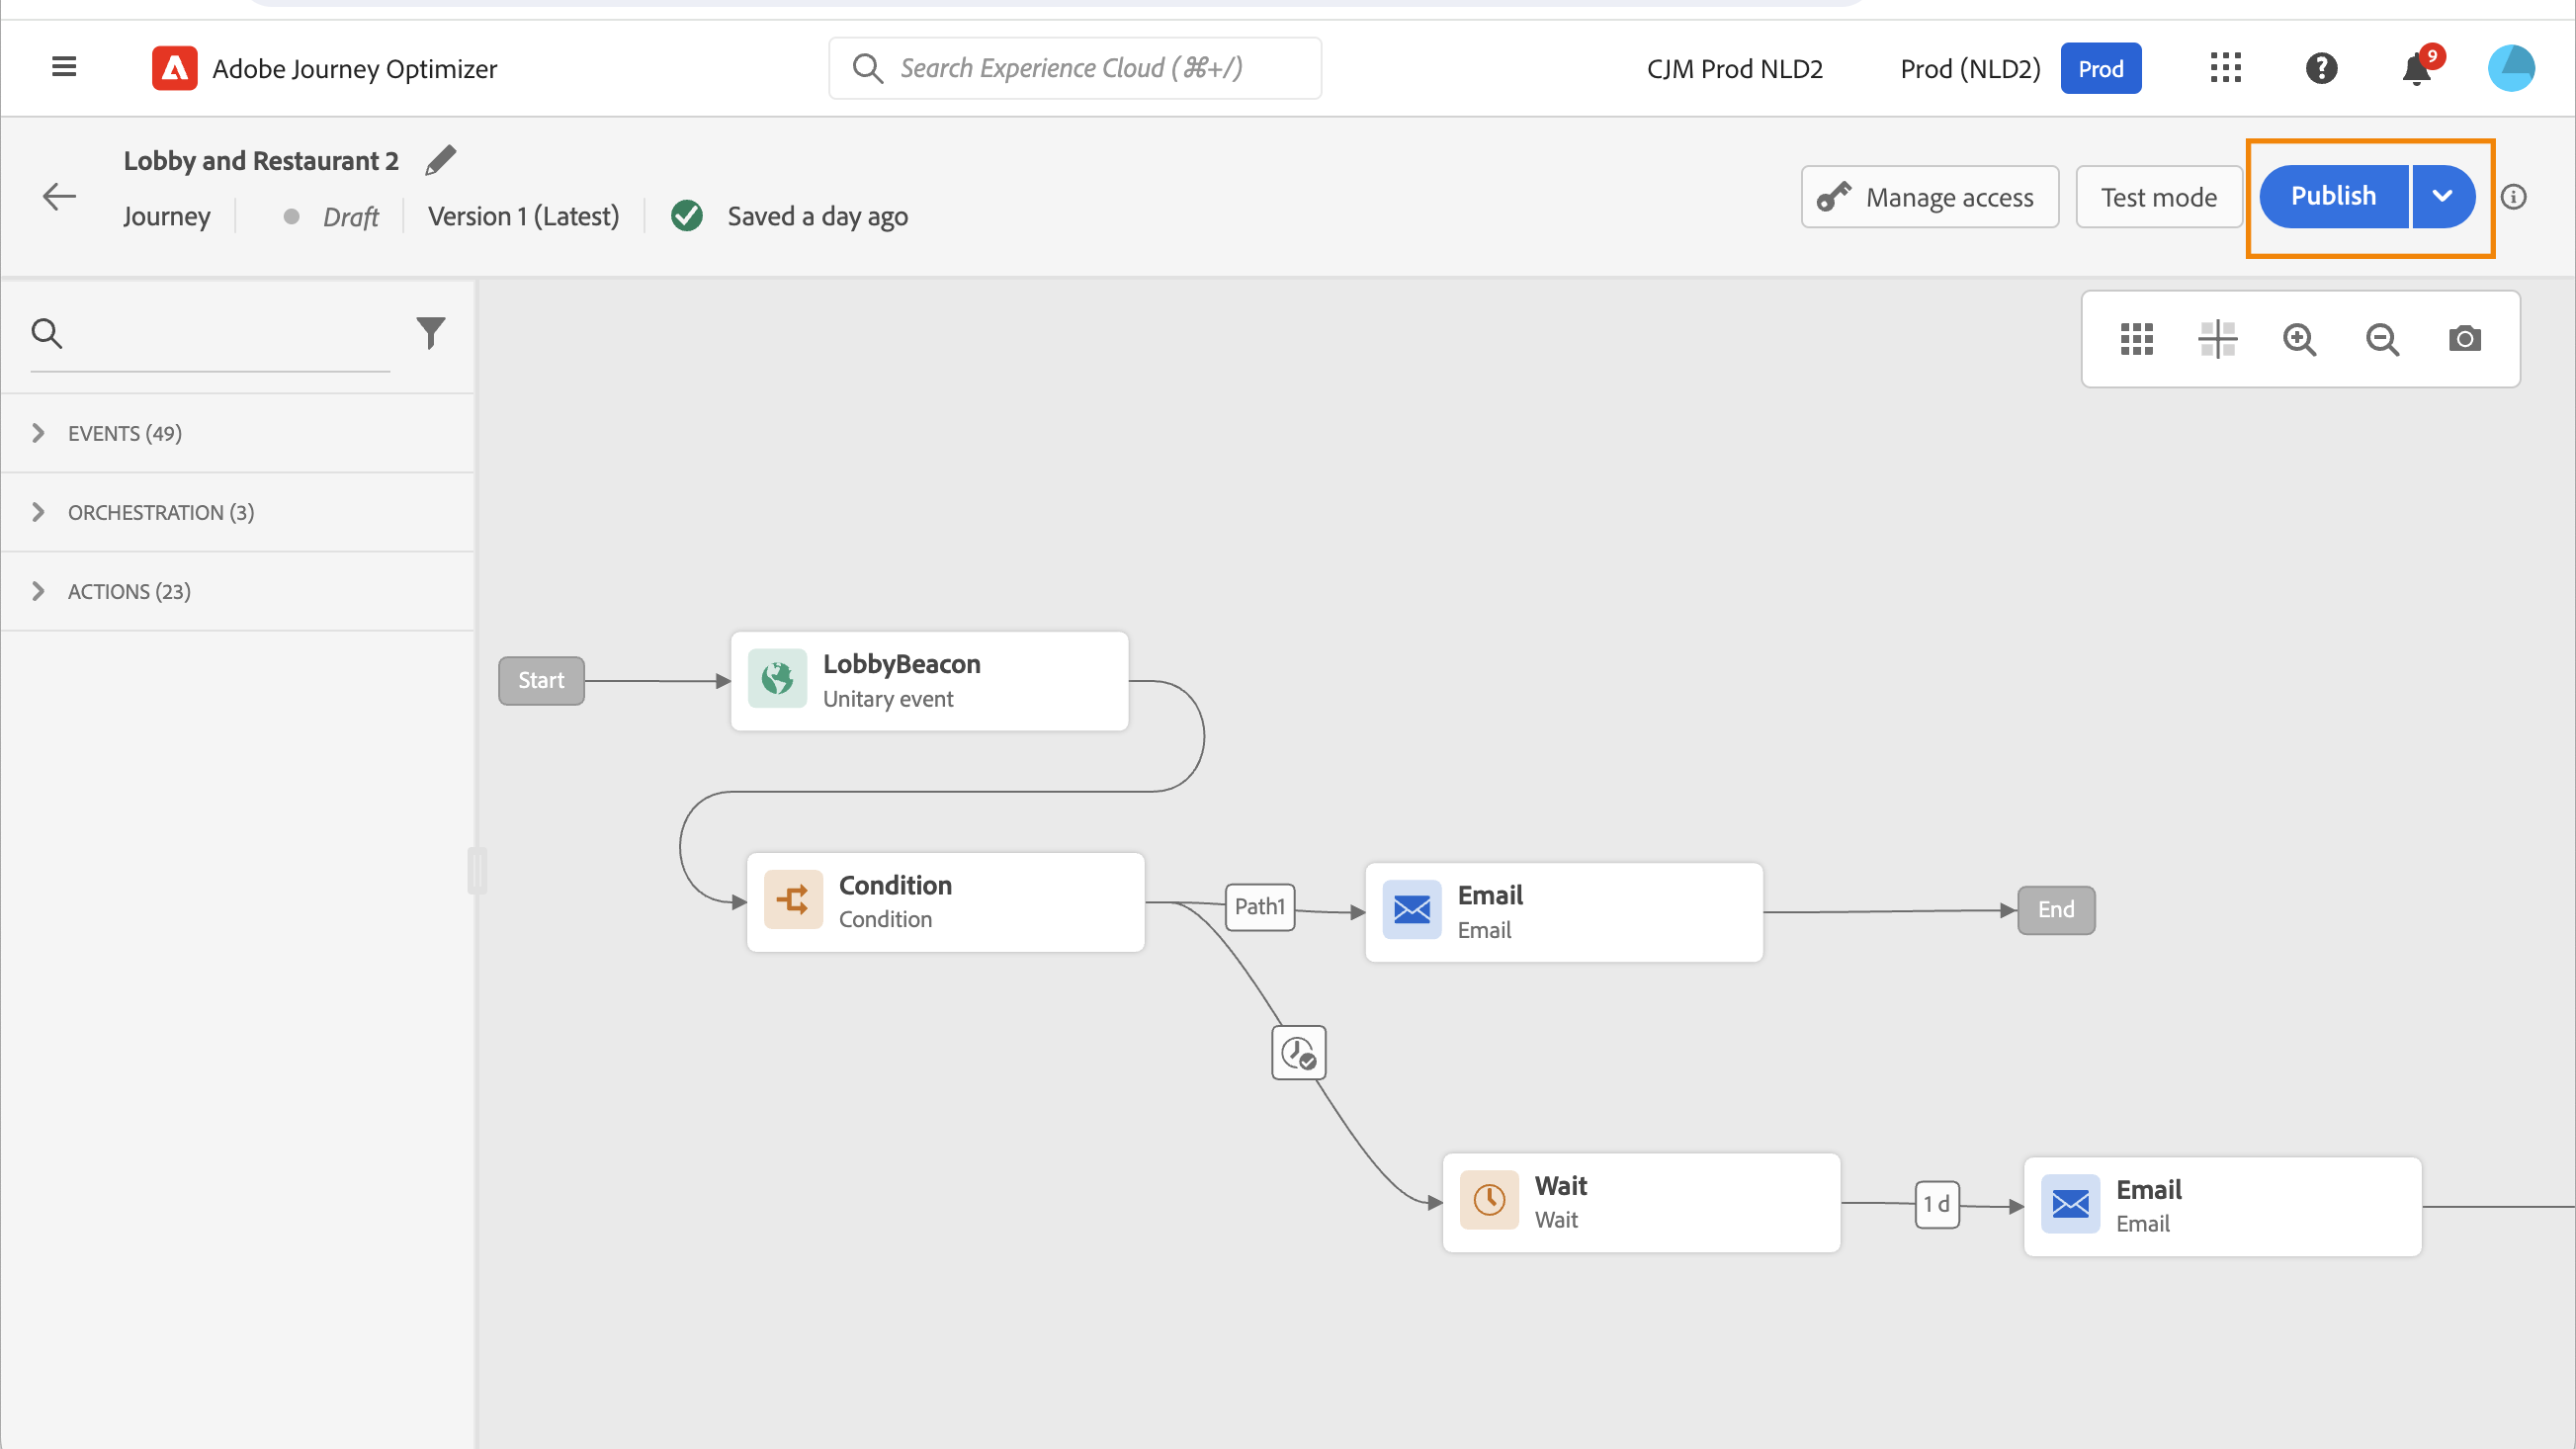 Adobe Journey Optimizer
Search Experience Cloud (⌘+/)
CJM Prod NLD2
Prod (NLD2)
Prod
9
Lobby and Restaurant 2
Journey
Draft
Version 1 (Latest)
Saved a day ago
Manage access
Test mode
Publish
EVENTS (49)
ORCHESTRATION (3)
ACTIONS (23)
Start
LobbyBeacon
Unitary event
Condition
Condition
Path1
Email
Email
End
Wait
Wait
1 d
Email
Email